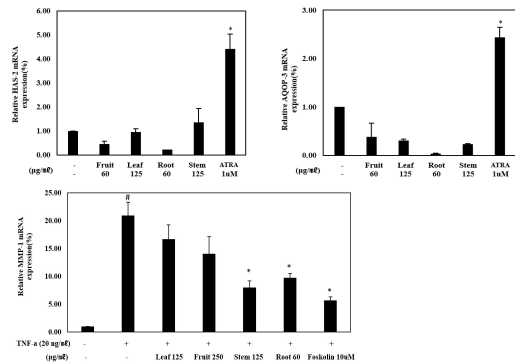 Relative HAS-2 mRNA
expression(%)
6.00
5.00
4.00
3.00
2.00
1.00
0.00
*
(μg/㎖)
-
-
Fruit
60
Leaf
125
Root
60
Stem
125
ATRA
1uM
Relative AQOP-3 mRNA
expression(%)
3.00
2.00
1.00
0.00
*
(μg/㎖)
-
-
Fruit
60
Leaf
125
Root
60
Stem
125
ATRA
1uM
Relative MMP-1 mRNA
expression(%)
25.00
20.00
15.00
10.00
5.00
0.00
#
*
*
*
TNF-a (20 ng/㎖) - + + + + + +
(μg/㎖) - - Leaf 125 Fruit 250 Stem 125 Root 60 Foskolin 10uM